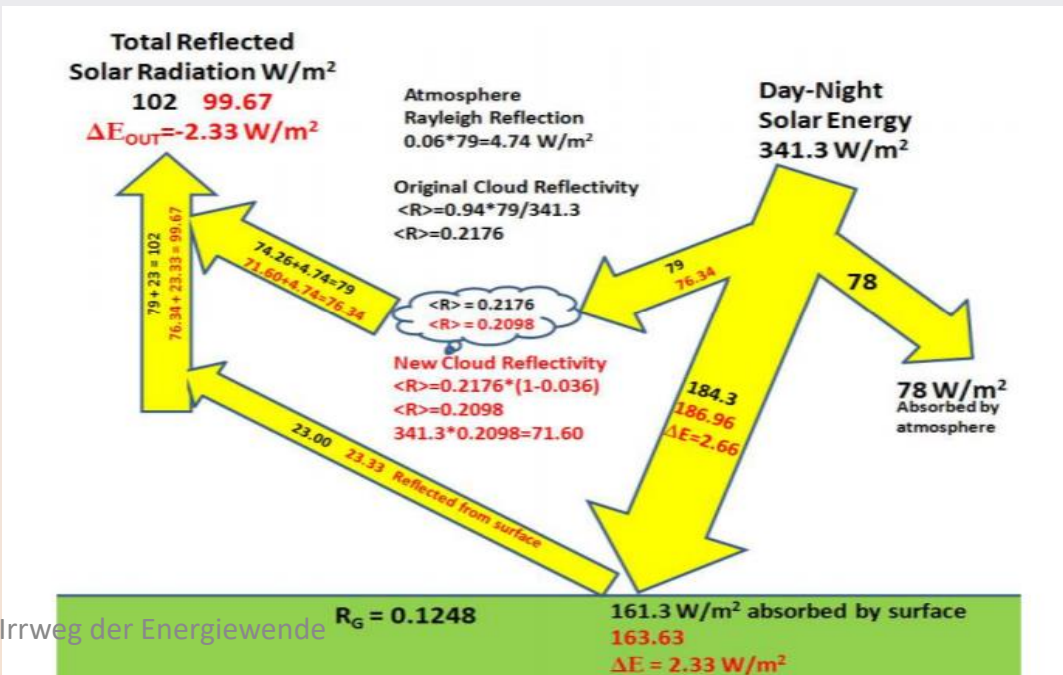 Total Reflected
Solar Radiation W/m²
102 99.67
ΔE_OUT=-2.33 W/m²
Atmosphere
Rayleigh Reflection
0.06*79=4.74 W/m²
Day-Night
Solar Energy
341.3 W/m²
Original Cloud Reflectivity
<R>=0.94*79/341.3
<R>=0.2176
79 + 23 = 102
76.34 + 23.33 = 99.67
74.26+4.74=79
71.60+4.74=76.34
<R> = 0.2176
<R> = 0.2098
79
76.34
78
New Cloud Reflectivity
<R>=0.2176*(1-0.036)
<R>=0.2098
341.3*0.2098=71.60
184.3
186.96
ΔE=2.66
78 W/m²
Absorbed by
atmosphere
23.00 23.33 Reflected from surface
Irrweg der Energiewende
R_G = 0.1248
161.3 W/m² absorbed by surface
163.63
ΔE = 2.33 W/m²